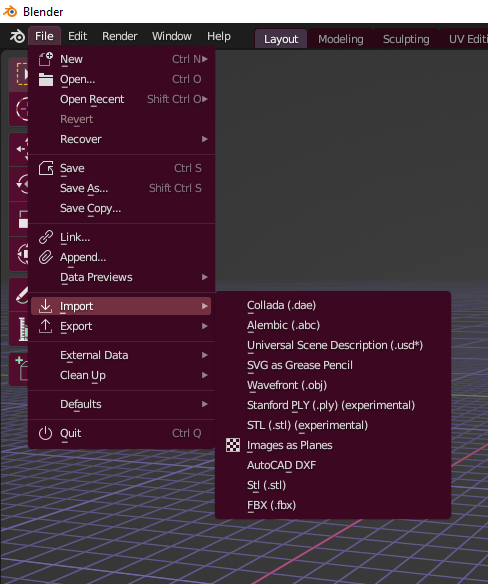 Blender
File Edit Render Window Help Layout Modeling Sculpting UV Editi
New Ctrl N
Open... Ctrl O
Open Recent Shift Ctrl O
Revert
Recover
Save Ctrl S
Save As... Shift Ctrl S
Save Copy...
Link...
Append...
Data Previews
Import
Export
External Data
Clean Up
Defaults
Quit Ctrl Q
Collada (.dae)
Alembic (.abc)
Universal Scene Description (.usd*)
SVG as Grease Pencil
Wavefront (.obj)
Stanford PLY (.ply) (experimental)
STL (.stl) (experimental)
Images as Planes
AutoCAD DXF
Stl (.stl)
FBX (.fbx)